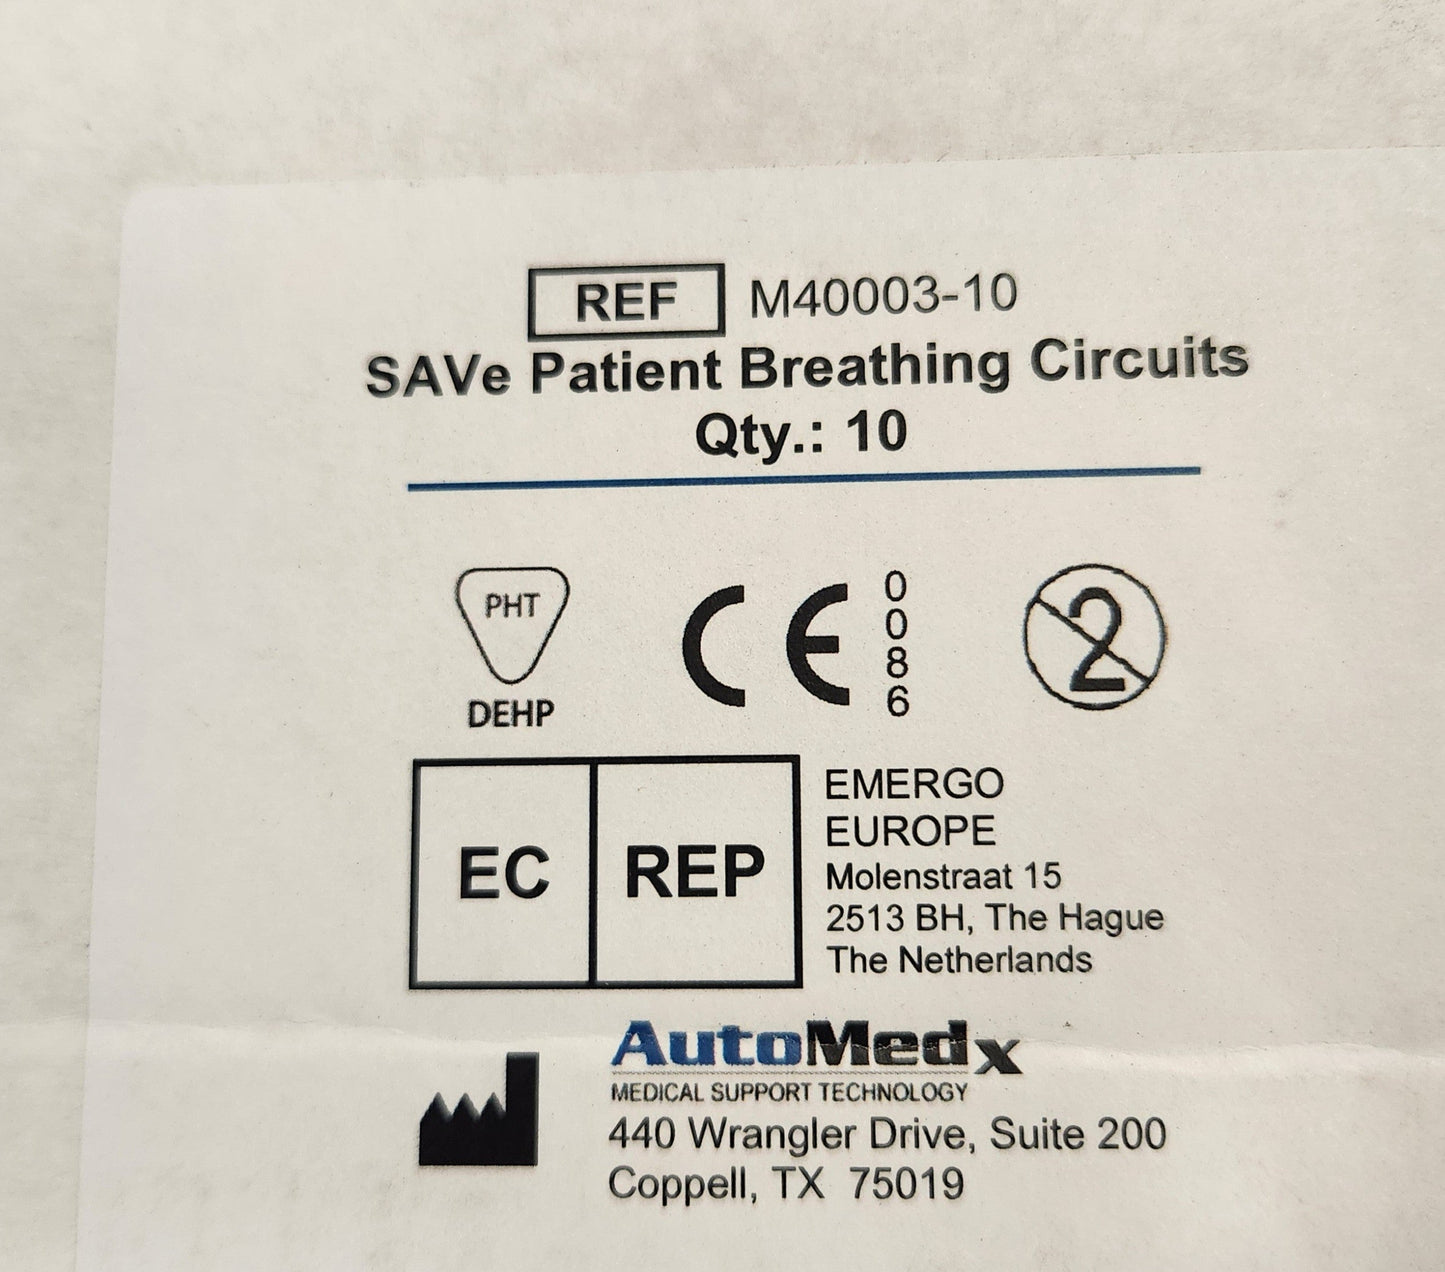 REF M40003-10
SAVe Patient Breathing Circuits
Qty.: 10
PHT
DEHP
CE
0
0
8
6
2
EC REP
EMERGO
EUROPE
Molenstraat 15
2513 BH, The Hague
The Netherlands
AutoMedx
MEDICAL SUPPORT TECHNOLOGY
440 Wrangler Drive, Suite 200
Coppell, TX 75019